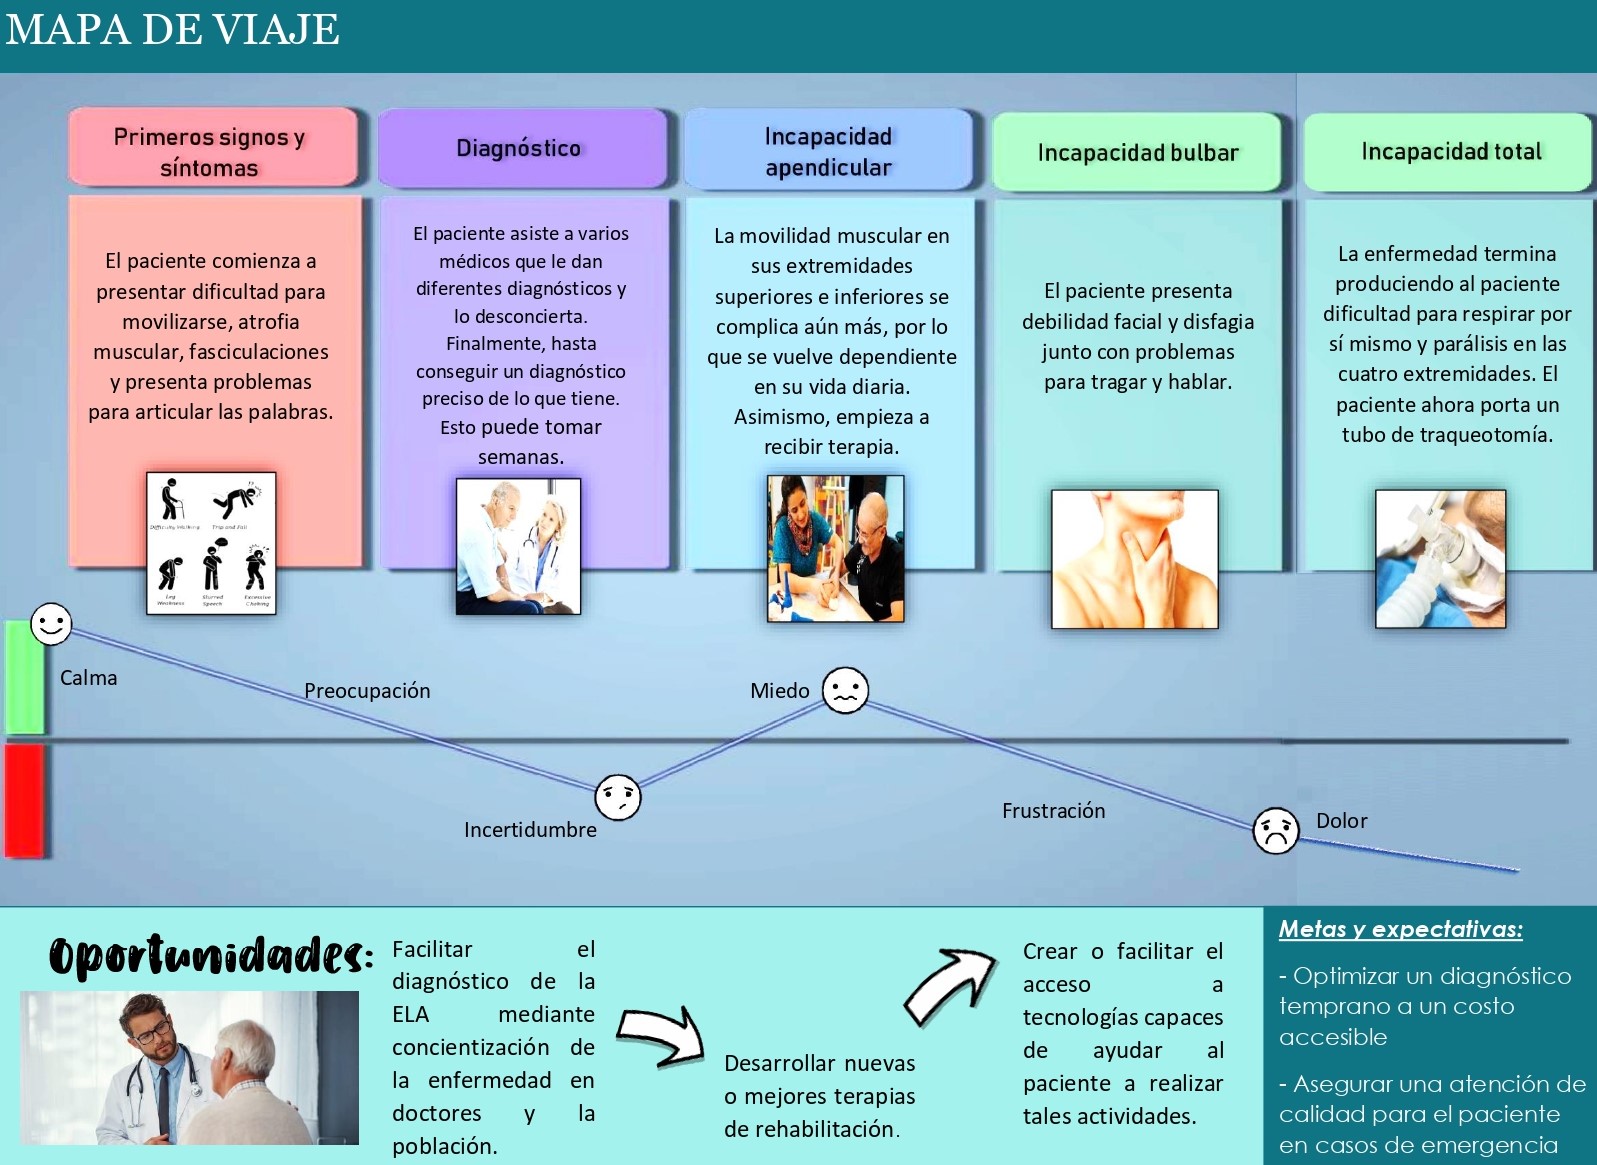 MAPA DE VIAJE
Primeros signos y
síntomas
El paciente comienza a
presentar dificultad para
movilizarse, atrofia
muscular, fasciculaciones
y presenta problemas
para articular las palabras.
Difficulty Walking
Trip and Fall
Leg
Weakness
Slurred
Speech
Excessive
Choking
Diagnóstico
El paciente asiste a varios
médicos que le dan
diferentes diagnósticos y
lo desconcierta.
Finalmente, hasta
conseguir un diagnóstico
preciso de lo que tiene.
Esto puede tomar
semanas.
Incapacidad
apendicular
La movilidad muscular en
sus extremidades
superiores e inferiores se
complica aún más, por lo
que se vuelve dependiente
en su vida diaria.
Asimismo, empieza a
recibir terapia.
Incapacidad bulbar
El paciente presenta
debilidad facial y disfagia
junto con problemas
para tragar y hablar.
Incapacidad total
La enfermedad termina
produciendo al paciente
dificultad para respirar por
sí mismo y parálisis en las
cuatro extremidades. El
paciente ahora porta un
tubo de traqueotomía.
Calma
Preocupación
Incertidumbre
Miedo
Frustración
Dolor
Oportunidades:
Facilitar el
diagnóstico de la
ELA mediante
concientización de
la enfermedad en
doctores y la
población.
Desarrollar nuevas
o mejores terapias
de rehabilitación.
Crear o facilitar el
acceso a
tecnologías capaces
de ayudar al
paciente a realizar
tales actividades.
Metas y expectativas:
- Optimizar un diagnóstico
temprano a un costo
accesible
- Asegurar una atención de
calidad para el paciente
en casos de emergencia